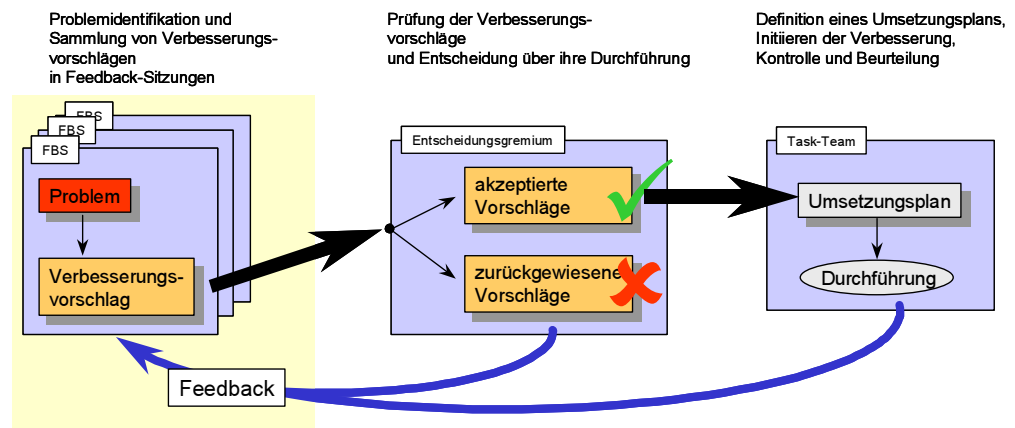 Problemidentifikation und
Sammlung von Verbesserungs-
vorschlägen
in Feedback-Sitzungen
Prüfung der Verbesserungs-
vorschläge
und Entscheidung über ihre Durchführung
Definition eines Umsetzungsplans,
Initiieren der Verbesserung,
Kontrolle und Beurteilung
FBS
FBS
FBS
Problem
Verbesserungs-
vorschlag
Entscheidungsgremium
akzeptierte
Vorschläge
zurückgewiesene
Vorschläge
Task-Team
Umsetzungsplan
Durchführung
Feedback